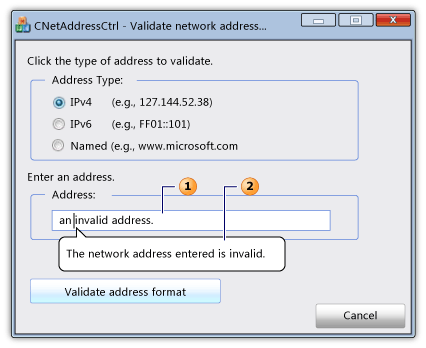 CNetAddressCtrl - Validate network address...
Click the type of address to validate.
Address Type:
IPv4 (e.g., 127.144.52.38)
IPv6 (e.g., FF01::101)
Named (e.g., www.microsoft.com
Enter an address.
Address:
1
2
an invalid address.
The network address entered is invalid.
Validate address format
Cancel